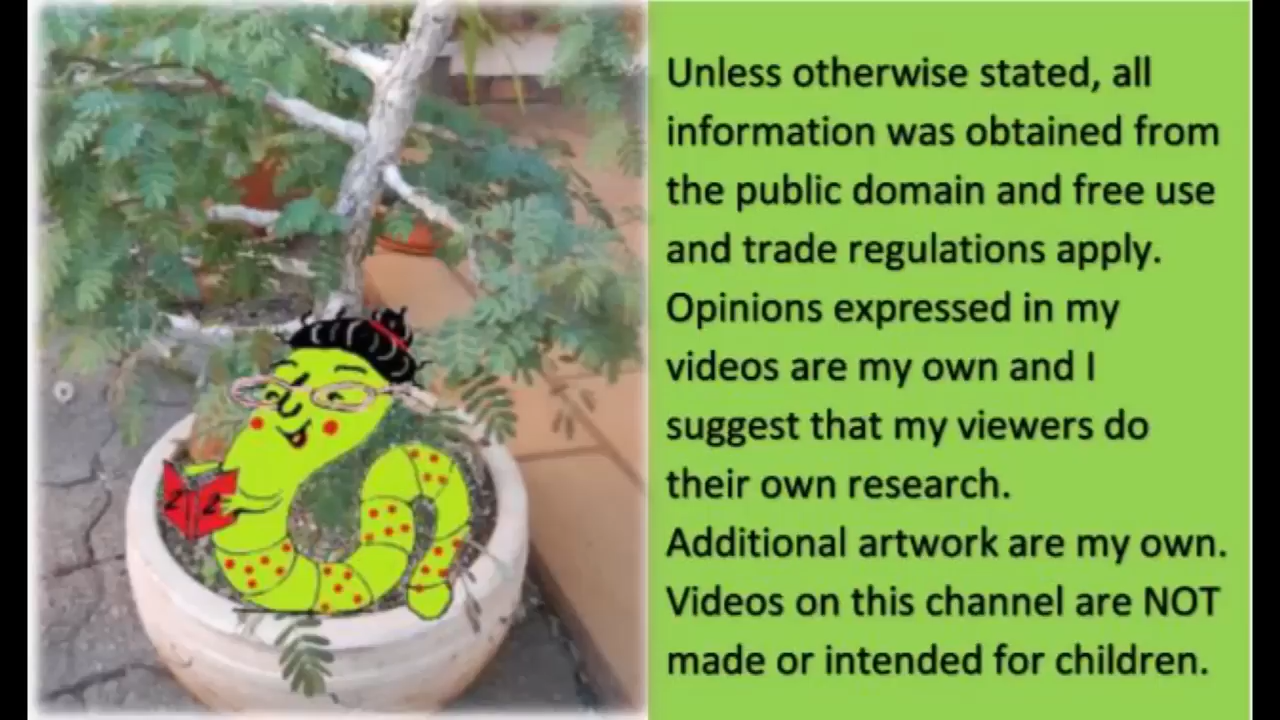 Unless otherwise stated, all
information was obtained from
the public domain and free use
and trade regulations apply.
Opinions expressed in my
videos are my own and I
suggest that my viewers do
their own research.
Additional artwork are my own.
Videos on this channel are NOT
made or intended for children.